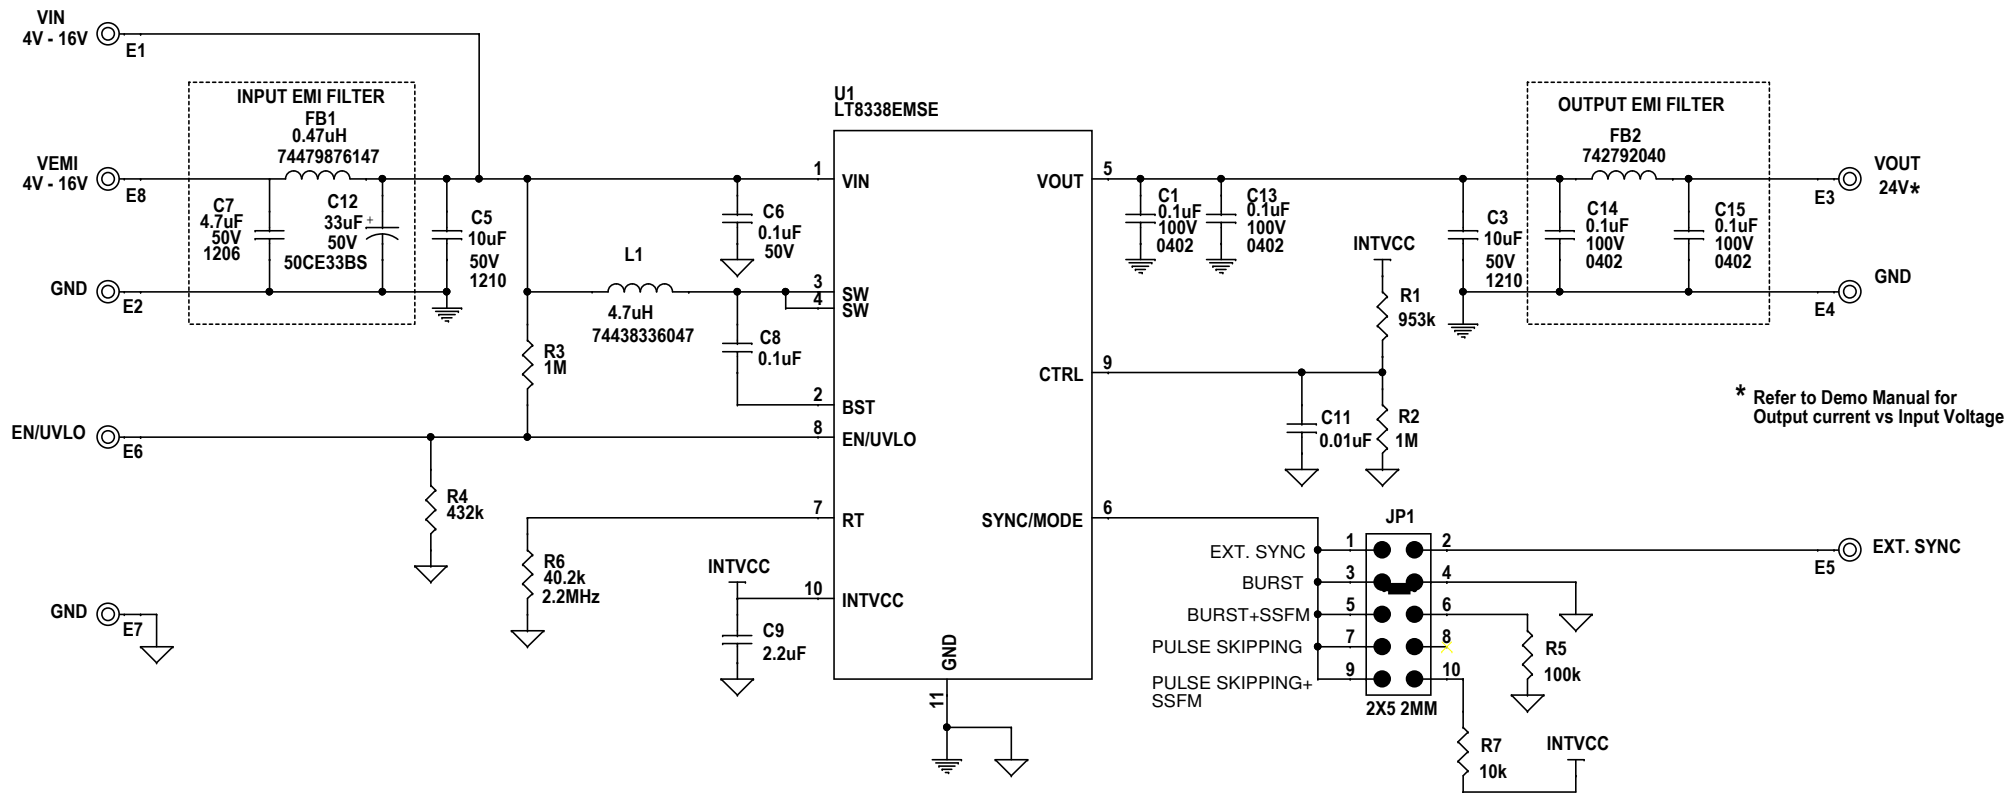 VIN
4V - 16V
E1
INPUT EMI FILTER
FB1
0.47uH
74479876147
VEMI
4V - 16V
E8
C7
4.7uF
50V
1206
C12
33uF
+
50V
50CE33BS
C5
10uF
50V
1210
GND
E2
C6
0.1uF
50V
L1
4.7uH
74438336047
C8
0.1uF
R3
1M
EN/UVLO
E6
R4
432k
R6
40.2k
2.2MHz
INTVCC
C9
2.2uF
GND
E7
U1
LT8338EMSE
1
VIN
3
SW
4
SW
2
BST
8
EN/UVLO
7
RT
10
INTVCC
GND
11
5
VOUT
9
CTRL
6
SYNC/MODE
C1
0.1uF
100V
0402
C13
0.1uF
100V
0402
INTVCC
R1
953k
C11
0.01uF
R2
1M
C3
10uF
50V
1210
OUTPUT EMI FILTER
FB2
742792040
C14
0.1uF
100V
0402
C15
0.1uF
100V
0402
VOUT
24V*
E3
GND
E4
* Refer to Demo Manual for
Output current vs Input Voltage
JP1
EXT. SYNC
1
2
BURST
3
4
BURST+SSFM
5
6
PULSE SKIPPING
7
8
PULSE SKIPPING+
SSFM
9
10
2X5 2MM
EXT. SYNC
E5
R5
100k
R7
10k
INTVCC